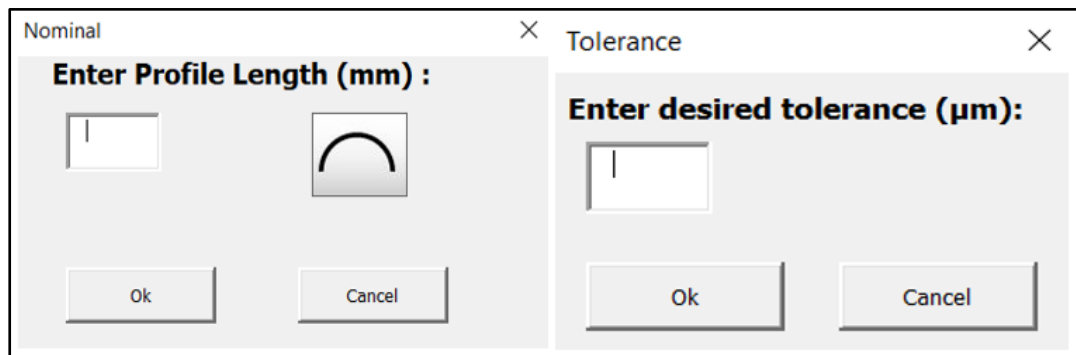 Nominal
Enter Profile Length (mm) :
Ok
Cancel
Tolerance
Enter desired tolerance (µm):
Ok
Cancel